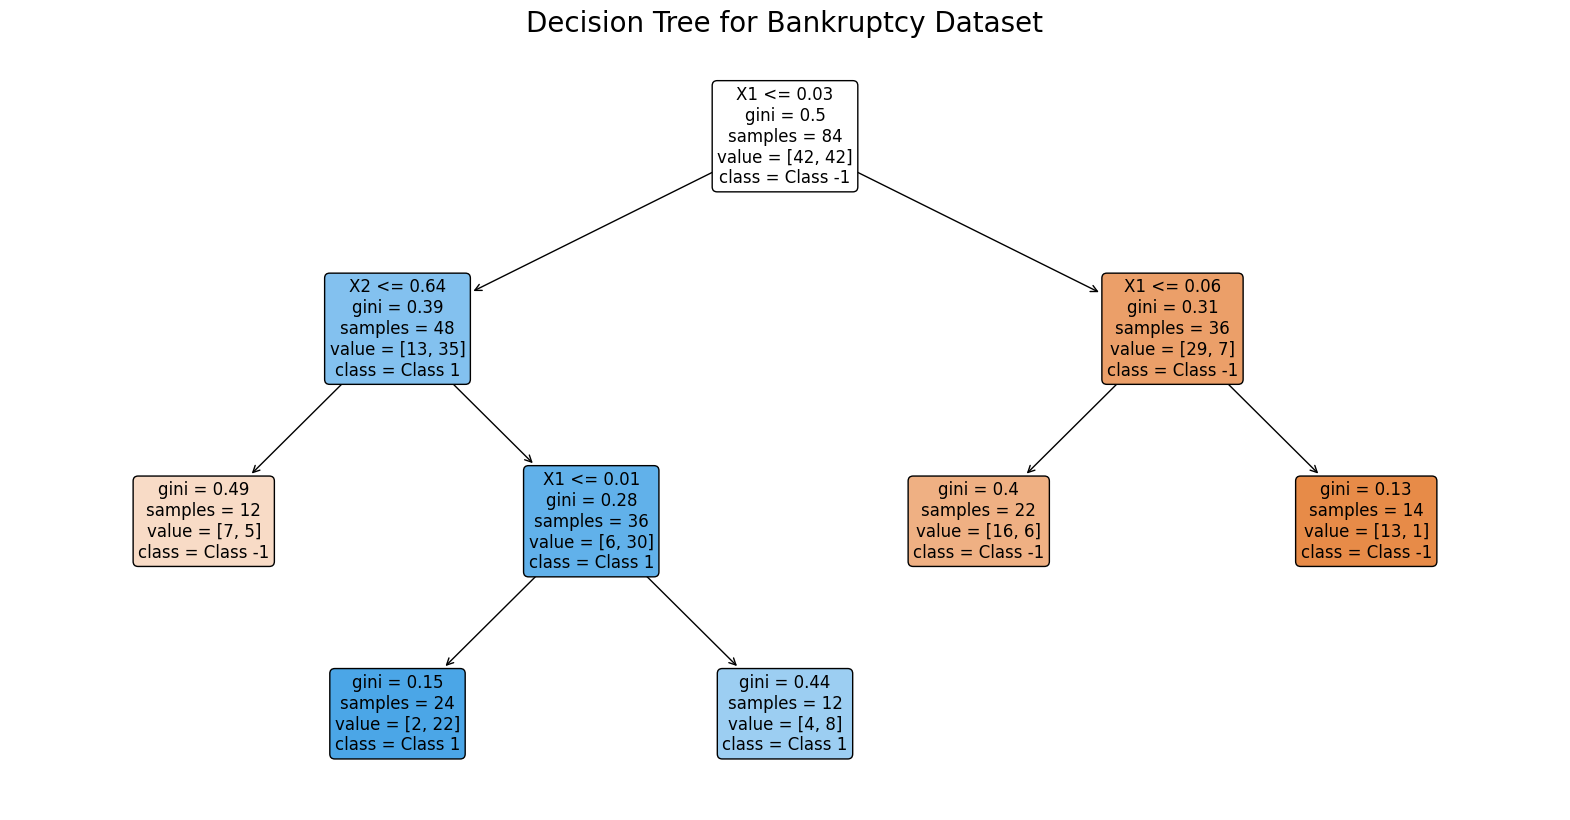 Decision Tree for Bankruptcy Dataset
X1 <= 0.03
gini = 0.5
samples = 84
value = [42, 42]
class = Class -1
X2 <= 0.64
gini = 0.39
samples = 48
value = [13, 35]
class = Class 1
X1 <= 0.06
gini = 0.31
samples = 36
value = [29, 7]
class = Class -1
gini = 0.49
samples = 12
value = [7, 5]
class = Class -1
X1 <= 0.01
gini = 0.28
samples = 36
value = [6, 30]
class = Class 1
gini = 0.4
samples = 22
value = [16, 6]
class = Class -1
gini = 0.13
samples = 14
value = [13, 1]
class = Class -1
gini = 0.15
samples = 24
value = [2, 22]
class = Class 1
gini = 0.44
samples = 12
value = [4, 8]
class = Class 1